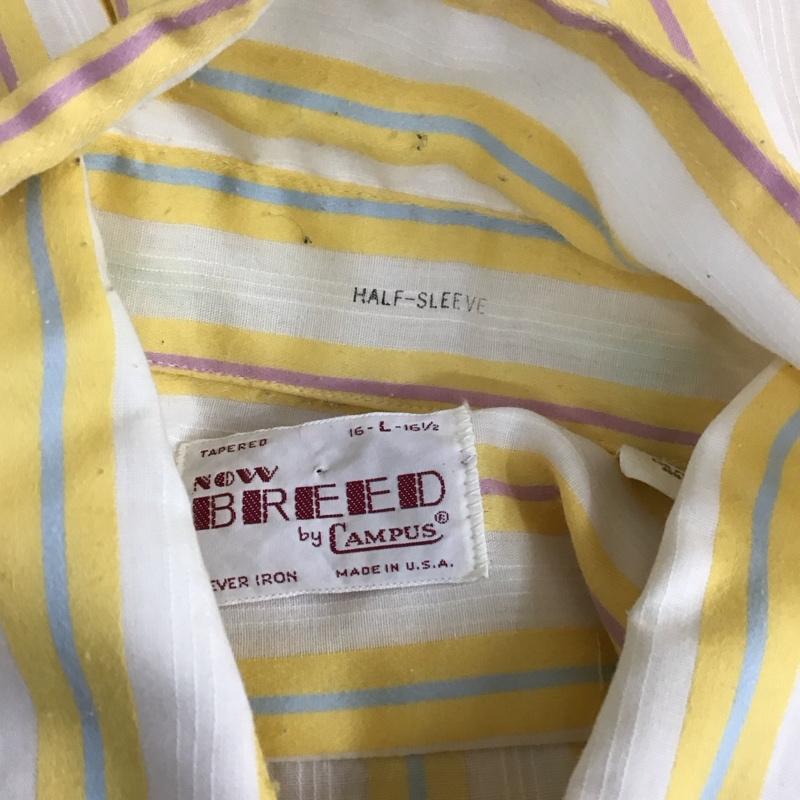 HALF-SLEEVE
TAPERED 16-L-16½
NOW
BREED
by CAMPUS®
EVER IRON MADE IN U.S.A.